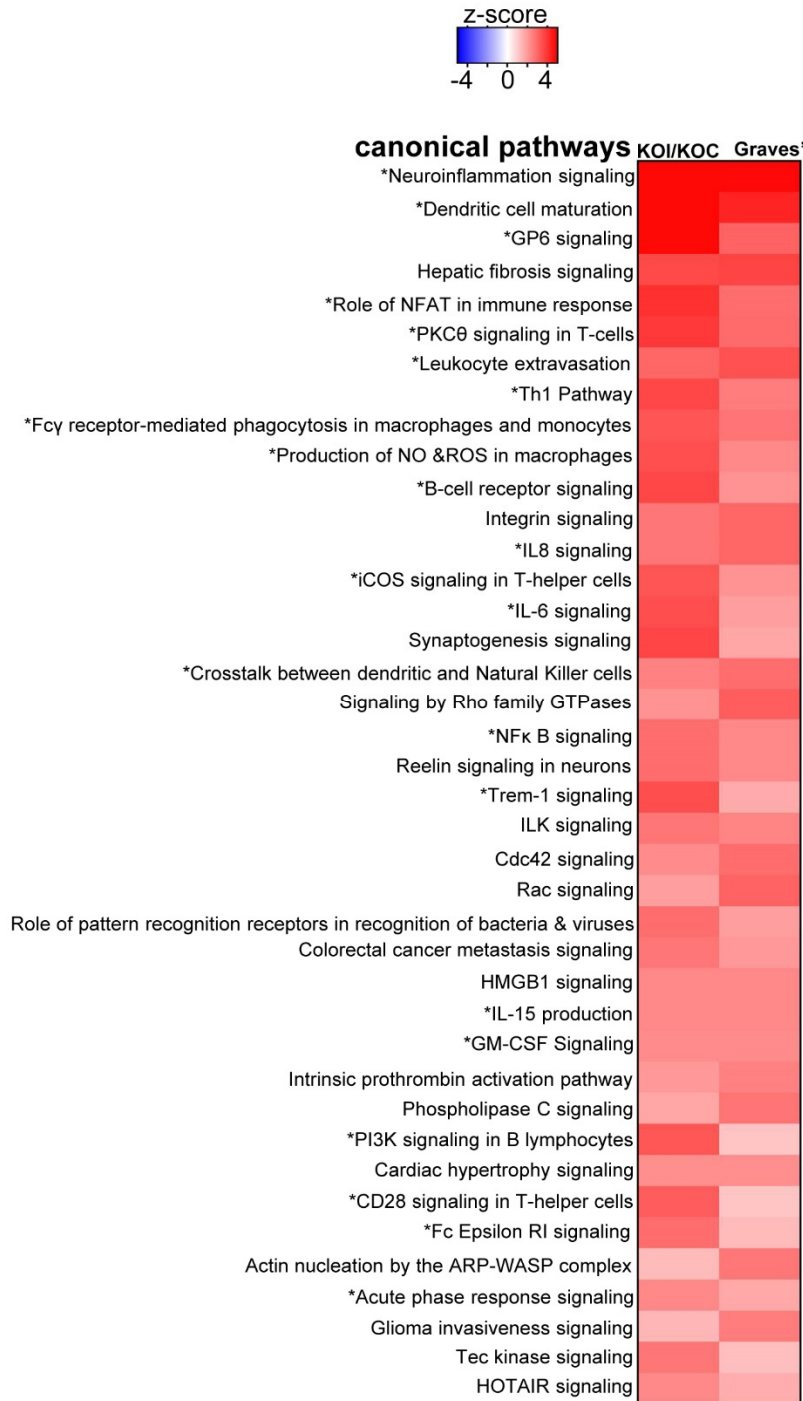 z-score
-4 0 4
canonical pathways KOI/KOC Graves'
*Neuroinflammation signaling
*Dendritic cell maturation
*GP6 signaling
Hepatic fibrosis signaling
*Role of NFAT in immune response
*PKCθ signaling in T-cells
*Leukocyte extravasation
*Th1 Pathway
*Fcγ receptor-mediated phagocytosis in macrophages and monocytes
*Production of NO &ROS in macrophages
*B-cell receptor signaling
Integrin signaling
*IL8 signaling
*iCOS signaling in T-helper cells
*IL-6 signaling
Synaptogenesis signaling
*Crosstalk between dendritic and Natural Killer cells
Signaling by Rho family GTPases
*NFκ B signaling
Reelin signaling in neurons
*Trem-1 signaling
ILK signaling
Cdc42 signaling
Rac signaling
Role of pattern recognition receptors in recognition of bacteria & viruses
Colorectal cancer metastasis signaling
HMGB1 signaling
*IL-15 production
*GM-CSF Signaling
Intrinsic prothrombin activation pathway
Phospholipase C signaling
*PI3K signaling in B lymphocytes
Cardiac hypertrophy signaling
*CD28 signaling in T-helper cells
*Fc Epsilon RI signaling
Actin nucleation by the ARP-WASP complex
*Acute phase response signaling
Glioma invasiveness signaling
Tec kinase signaling
HOTAIR signaling